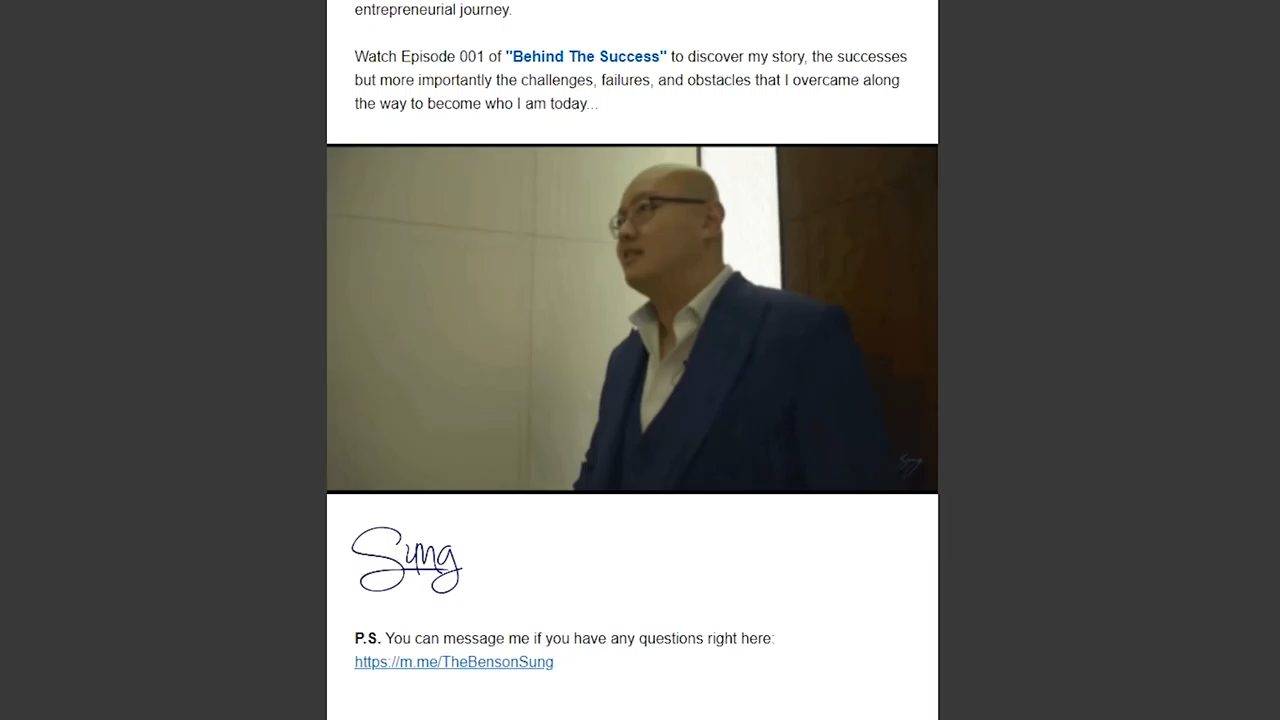 entrepreneurial journey.
Watch Episode 001 of "Behind The Success" to discover my story, the successes
but more importantly the challenges, failures, and obstacles that I overcame along
the way to become who I am today...
Sung
Sung
P.S. You can message me if you have any questions right here:
https://m.me/TheBensonSung